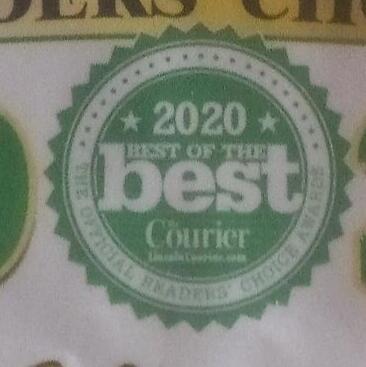 2020
BEST OF THE
best
The Courier
LincolnCourier.com
THE OFFICIAL READERS' CHOICE AWARDS